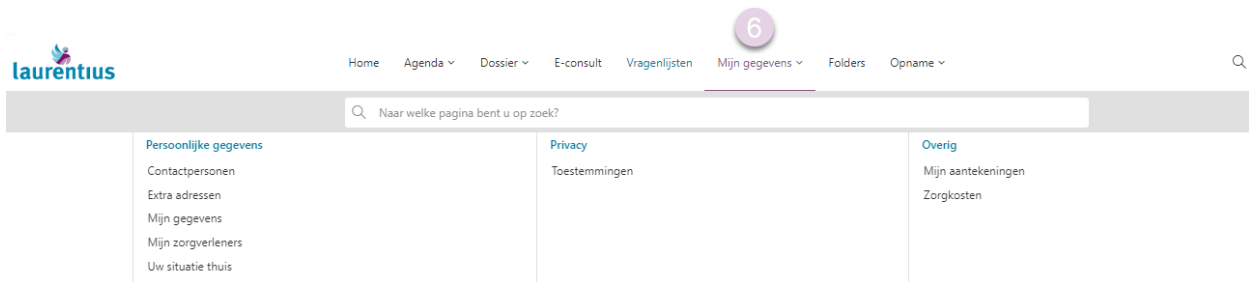 6
laurentius
Home Agenda Dossier E-consult Vragenlijsten Mijn gegevens Folders Opname
Naar welke pagina bent u op zoek?
Persoonlijke gegevens
Contactpersonen
Extra adressen
Mijn gegevens
Mijn zorgverleners
Uw situatie thuis
Privacy
Toestemmingen
Overig
Mijn aantekeningen
Zorgkosten